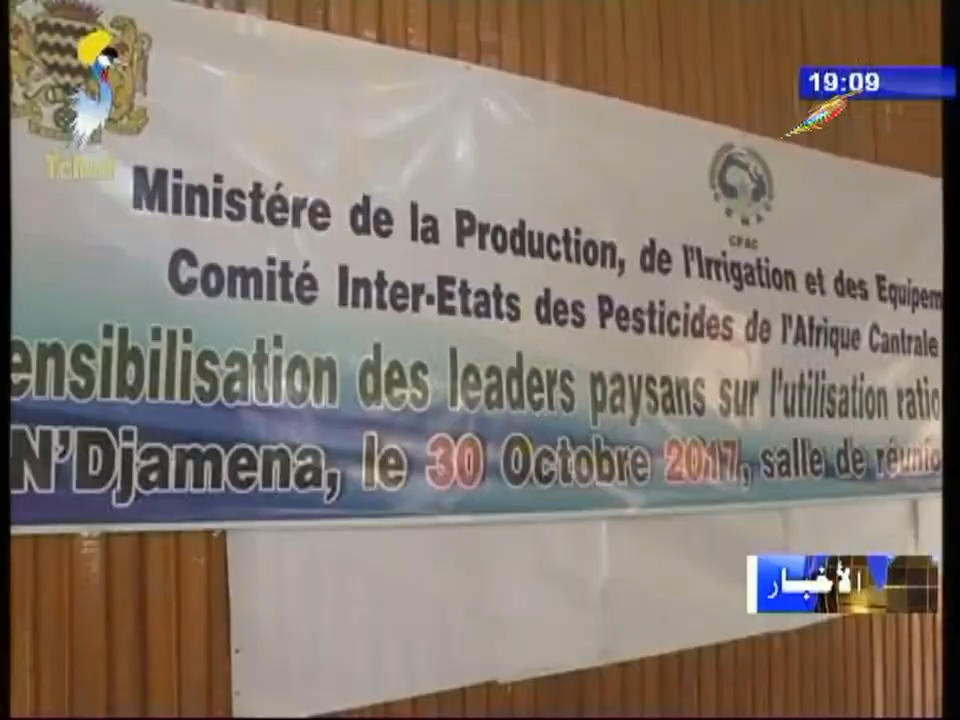 19:09
Tchad
CPAC
Ministére de la Production, de l'Irrigation et des Equipem
Comité Inter-Etats des Pesticides de l'Afrique Cantrale
ensibilisation des leaders paysans sur l'utilisation ratio
N'Djamena, le 30 Octobre 2017, salle de réunio
الأخبار